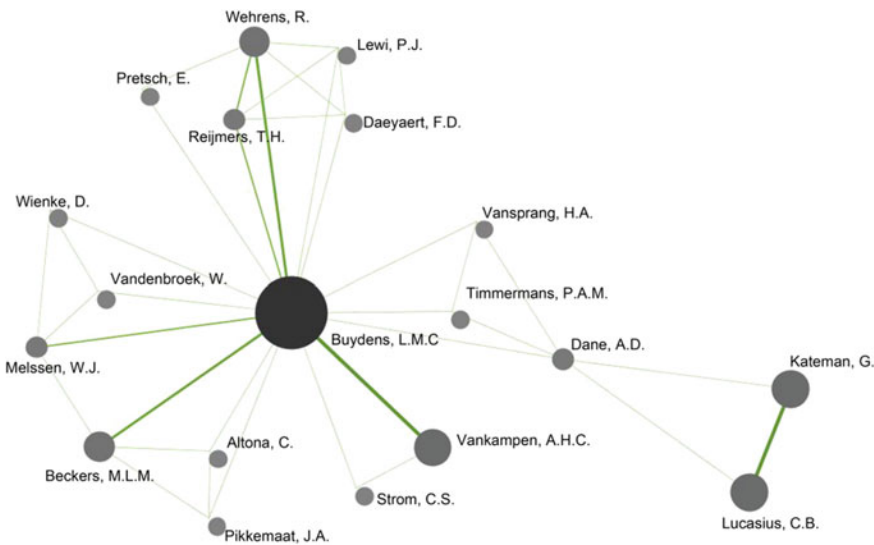 Wehrens, R.
Lewi, P.J.
Pretsch, E.
Daeyaert, F.D.
Reijmers, T.H.
Wienke, D.
Vansprang, H.A.
Vandenbroek, W.
Timmermans, P.A.M.
Buydens, L.M.C
Dane, A.D.
Kateman, G.
Melssen, W.J.
Altona, C.
Vankampen, A.H.C.
Beckers, M.L.M.
Strom, C.S.
Lucasius, C.B.
Pikkemaat, J.A.